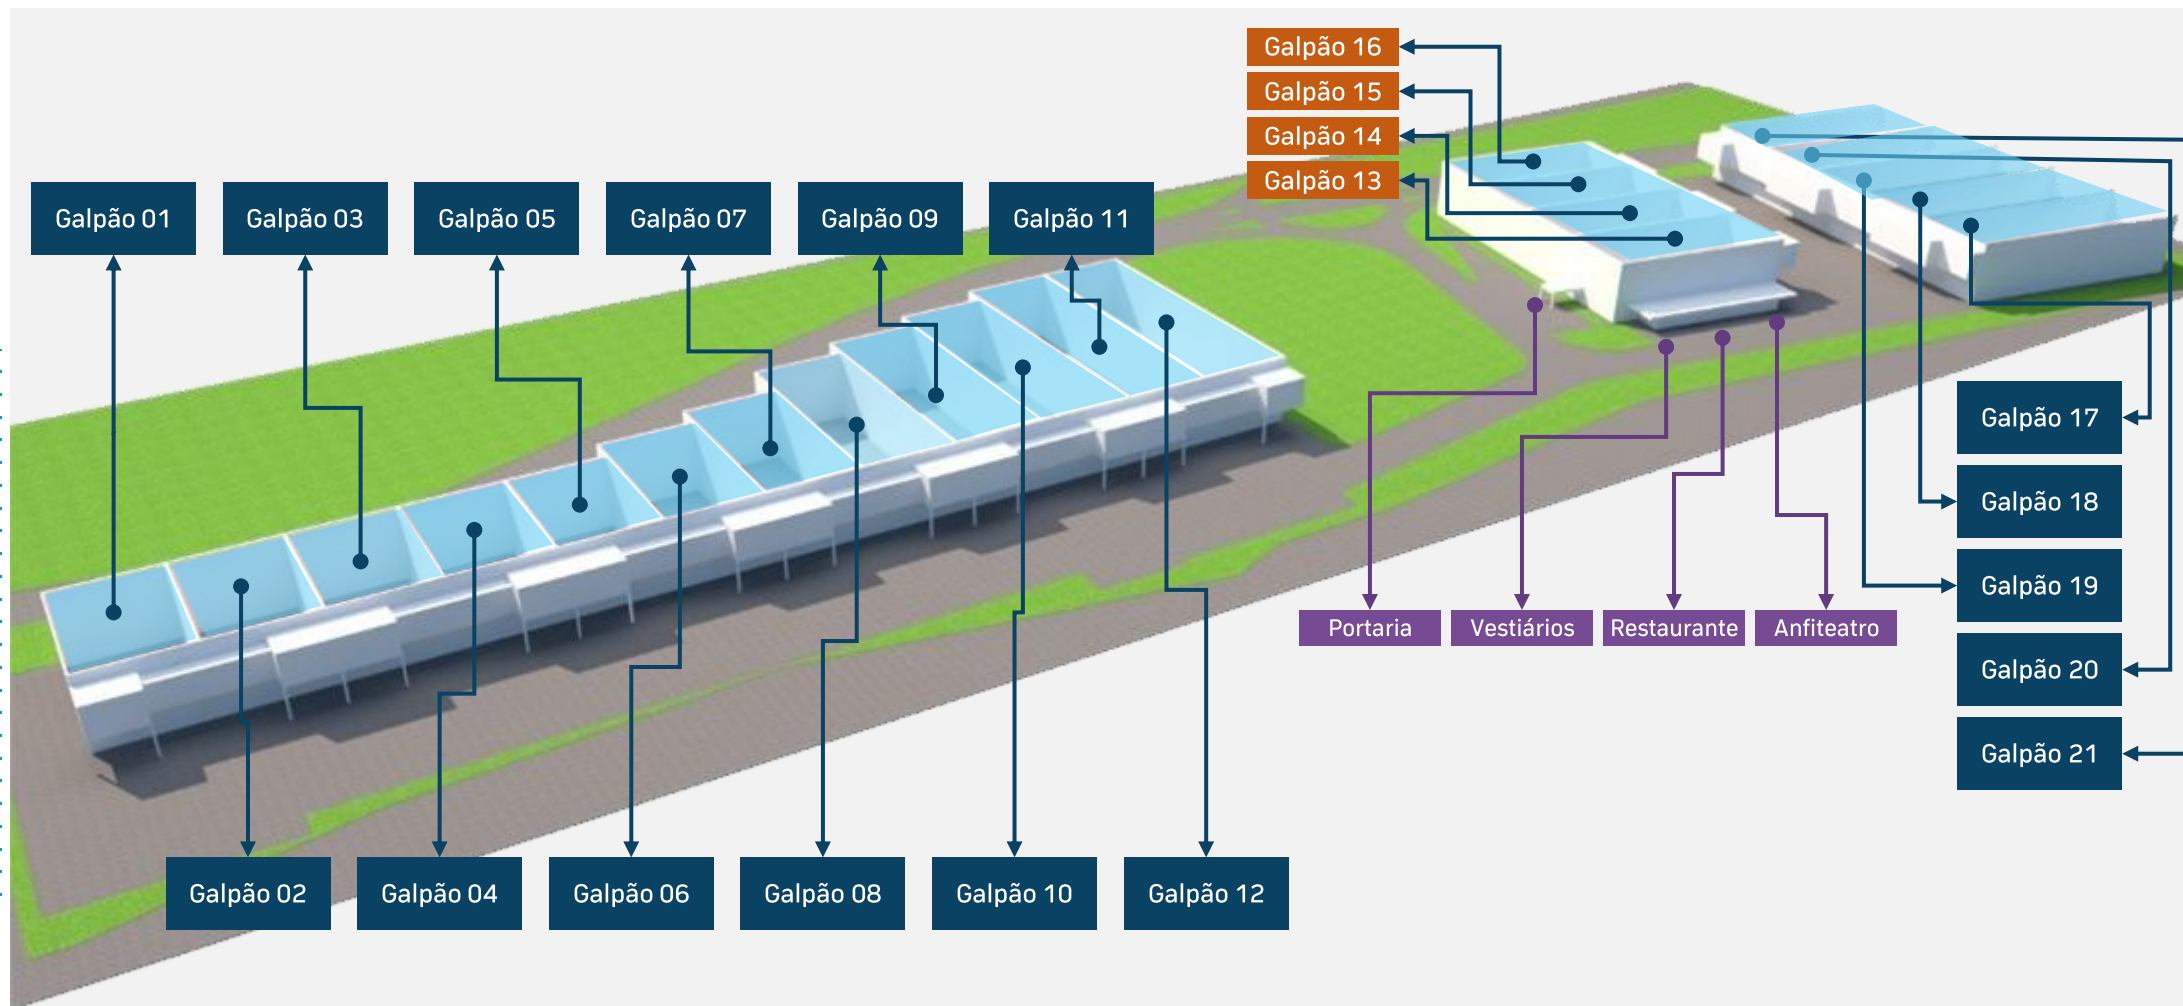 Galpão 16
Galpão 15
Galpão 14
Galpão 13
Galpão 01
Galpão 03
Galpão 05
Galpão 07
Galpão 09
Galpão 11
Galpão 17
Galpão 18
Galpão 19
Galpão 20
Galpão 21
Portaria
Vestiários
Restaurante
Anfiteatro
Galpão 02
Galpão 04
Galpão 06
Galpão 08
Galpão 10
Galpão 12